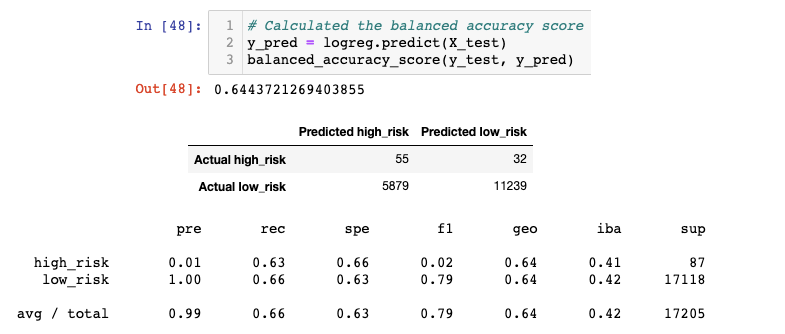 In [48]: 1 # Calculated the balanced accuracy score
2 y_pred = logreg.predict(X_test)
3 balanced_accuracy_score(y_test, y_pred)
Out[48]: 0.6443721269403855
Predicted high_risk Predicted low_risk
Actual high_risk 55 32
Actual low_risk 5879 11239
pre rec spe f1 geo iba sup
high_risk 0.01 0.63 0.66 0.02 0.64 0.41 87
low_risk 1.00 0.66 0.63 0.79 0.64 0.42 17118
avg / total 0.99 0.66 0.63 0.79 0.64 0.42 17205